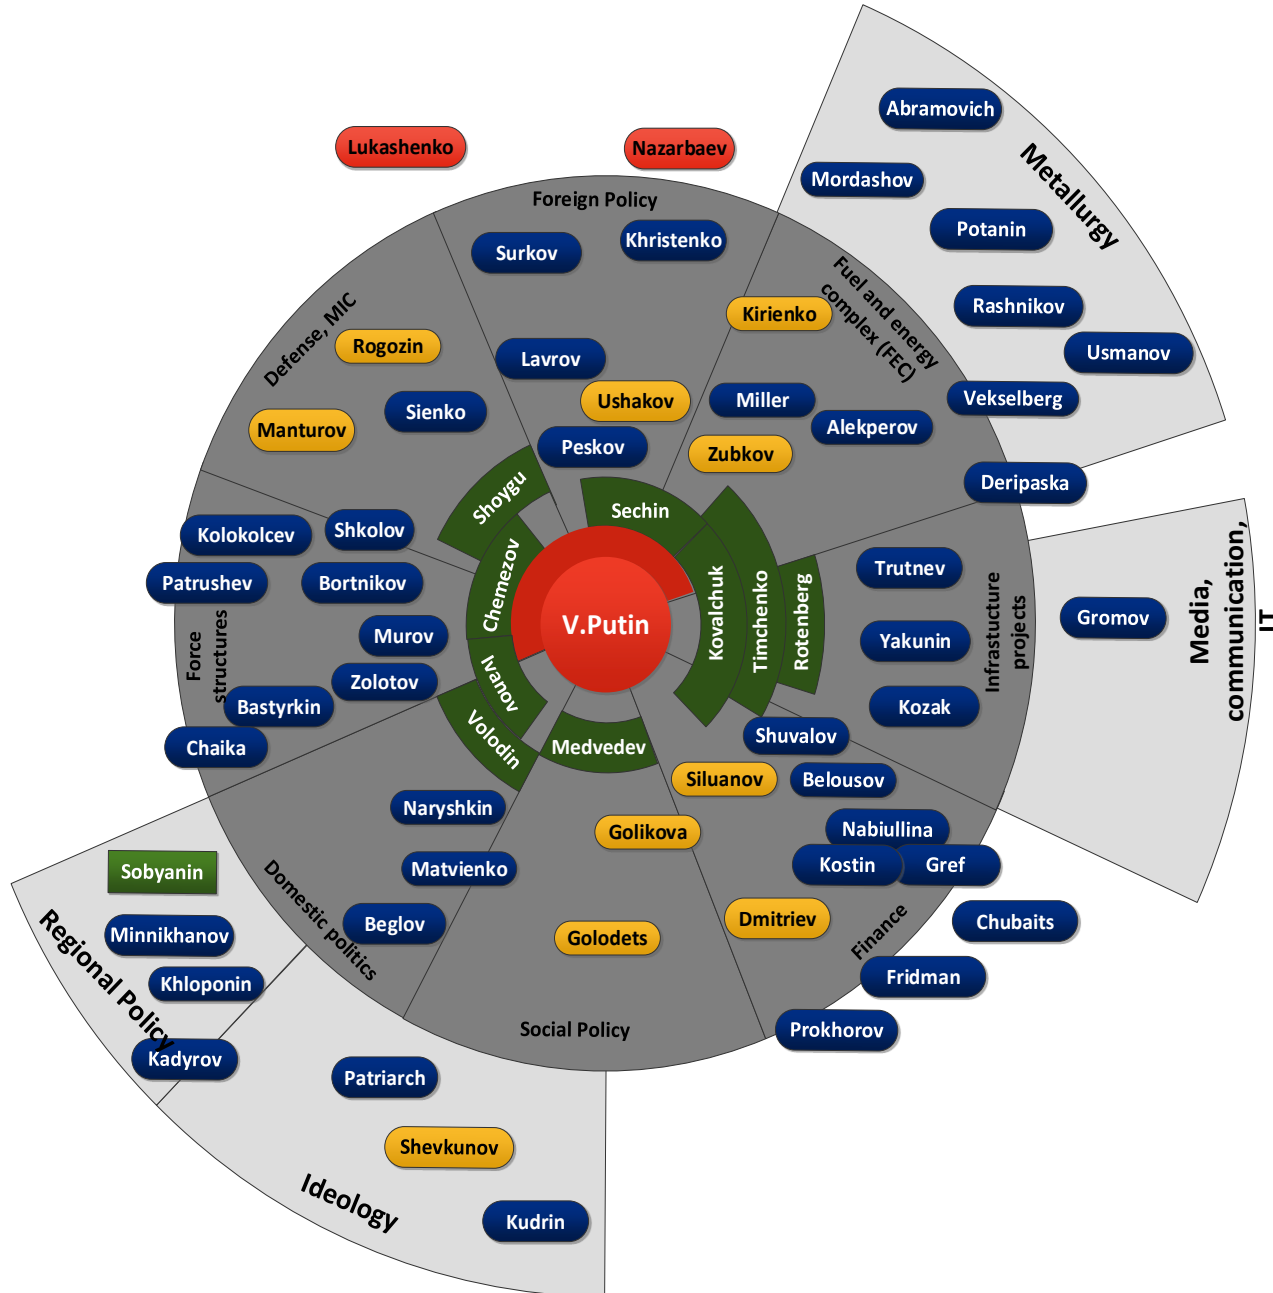 Abramovich
Metallurgy
Lukashenko
Nazarbaev
Mordashov
Foreign Policy
Potanin
Surkov
Khristenko
Fuel and energy
complex (FEC)
Rashnikov
Kirienko
Defense, MIC
Rogozin
Usmanov
Lavrov
Vekselberg
Ushakov
Miller
Sienko
Alekperov
Manturov
Peskov
Zubkov
Deripaska
Shoygu
Sechin
Kolokolcev
Shkolov
Chemezov
Patrushev
Bortnikov
Trutnev
V.Putin
Kovalchuk
Timchenko
Rotenberg
Infrastucture
projects
Gromov
Media,
communication,
IT
Murov
Yakunin
Force
structures
Zolotov
Ivanov
Bastyrkin
Kozak
Chaika
Volodin
Medvedev
Shuvalov
Siluanov
Belousov
Naryshkin
Golikova
Nabiullina
Kostin
Gref
Matvienko
Sobyanin
Domestic politics
Beglov
Golodets
Dmitriev
Finance
Chubaits
Minnikhanov
Regional Policy
Khloponin
Fridman
Social Policy
Prokhorov
Kadyrov
Patriarch
Shevkunov
Ideology
Kudrin